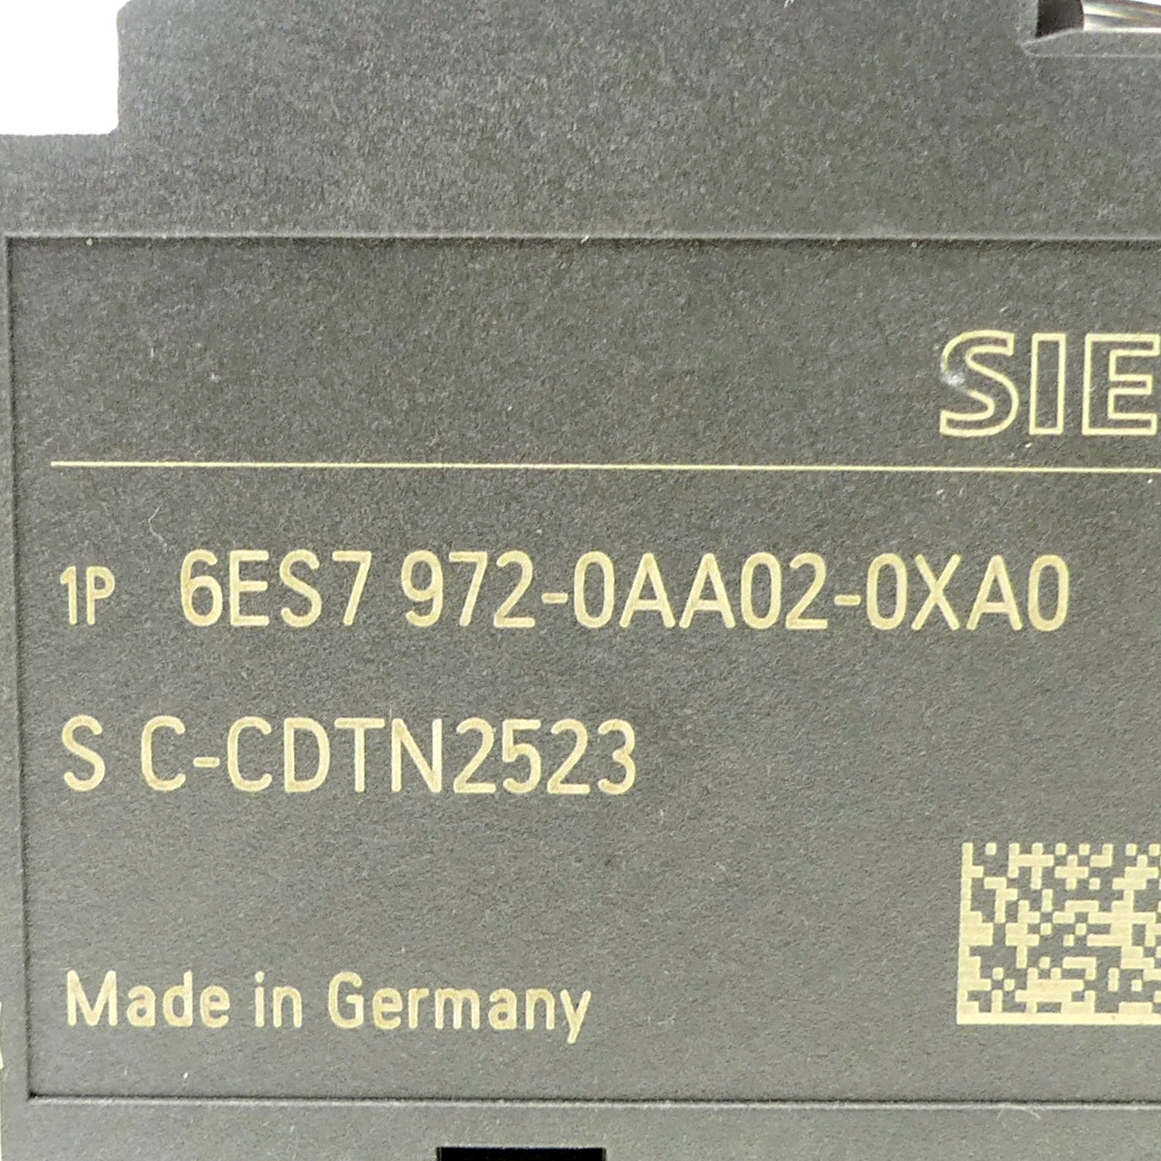 SIE
1P 6ES7 972-0AA02-0XA0
S C-CDTN2523
Made in Germany